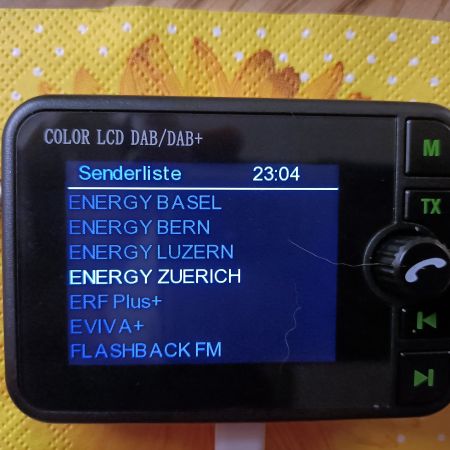 COLOR LCD DAB/DAB+
M
Senderliste 23:04
TX
ENERGY BASEL
ENERGY BERN
ENERGY LUZERN
ENERGY ZUERICH
ERF Plus+
EVIVA+
FLASHBACK FM